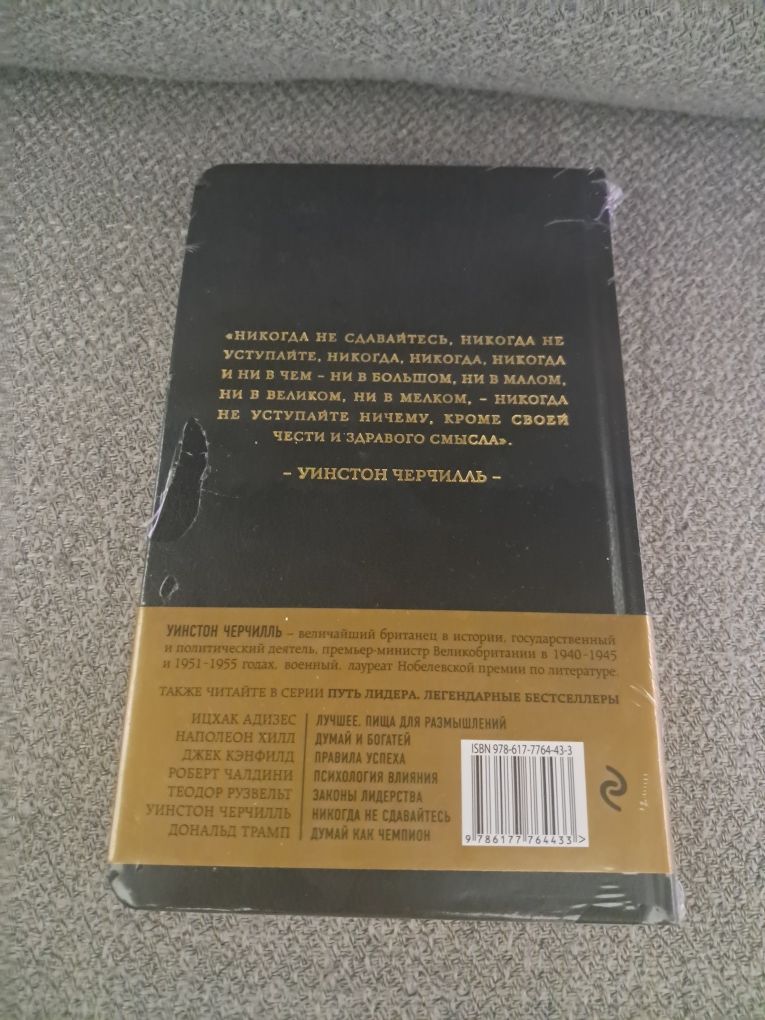 «НИКОГДА НЕ СДАВАЙТЕСЬ, НИКОГДА НЕ
УСТУПАЙТЕ, НИКОГДА, НИКОГДА, НИКОГДА
И НИ В ЧЕМ – НИ В БОЛЬШОМ, НИ В МАЛОМ,
НИ В ВЕЛИКОМ, НИ В МЕЛКОМ, – НИКОГДА
НЕ УСТУПАЙТЕ НИЧЕМУ, КРОМЕ СВОЕЙ
ЧЕСТИ И ЗДРАВОГО СМЫСЛА».
– УИНСТОН ЧЕРЧИЛЛЬ –
УИНСТОН ЧЕРЧИЛЛЬ – величайший британец в истории, государственный
и политический деятель, премьер-министр Великобритании в 1940-1945
и 1951-1955 годах, военный, лауреат Нобелевской премии по литературе.
ТАКЖЕ ЧИТАЙТЕ В СЕРИИ ПУТЬ ЛИДЕРА. ЛЕГЕНДАРНЫЕ БЕСТСЕЛЛЕРЫ
ИЦХАК АДИЗЕС ЛУЧШЕЕ. ПИЩА ДЛЯ РАЗМЫШЛЕНИЙ
НАПОЛЕОН ХИЛЛ ДУМАЙ И БОГАТЕЙ
ДЖЕК КЭНФИЛД ПРАВИЛА УСПЕХА
РОБЕРТ ЧАЛДИНИ ПСИХОЛОГИЯ ВЛИЯНИЯ
ТЕОДОР РУЗВЕЛЬТ ЗАКОНЫ ЛИДЕРСТВА
УИНСТОН ЧЕРЧИЛЛЬ НИКОГДА НЕ СДАВАЙТЕСЬ
ДОНАЛЬД ТРАМП ДУМАЙ КАК ЧЕМПИОН
ISBN 978-617-7764-43-3
9 786177 764433 >